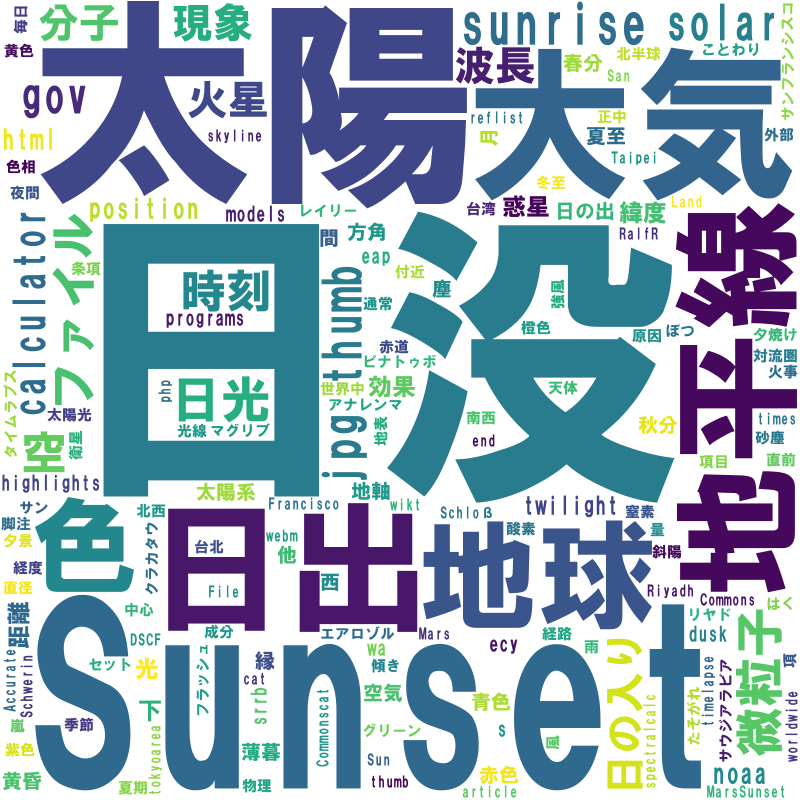 毎日
分子
現象
sunrise
solar
サンフランシスコ
黄色
太陽
波長
春分
北半球
ことわり
gov
火星
大気
San
reflist
正中
html
skyline
月
夏至
外部
色相
Taipei
夜間
冬至
position
models
レイリー
台湾
惑星
日の出
緯度
Land
calculator
ファイル
条項
間
方角
eap
RalfR
地平線
日没
時刻
thumb
付近
塵
強風
programs
通常
橙色
原因
ぼつ
夕焼け
赤道
対流圏
ピナトゥボ
火事
タイムラプス
php
日光
世界中
効果
天体
太陽光
アナレンマ
times
光線
マグリブ
地表
南西
秋分
砂塵
空
衛星
jpg
end
項目
直前
highlights
太陽系
地軸
サン
北西
Francisco
wikt
Schloß
twilight
窒素
脚注
色
クラカタウ
日出
webm
地球
酸素
量
夕景
台北
他
斜陽
経度
File
西
Riyadh
Commons
直径
中心
はく
距離
DSCF
成分
エアロゾル
Mars
ecy
経路
雨
リヤド
微粒子
セット
wa
dusk
Accurate
Schwerin
光
フラッシュ
縁
傾き
日の入り
たそがれ
timelapse
サウジアラビア
項
cat
下
srrb
Commonscat
空気
青色
嵐
季節
Sunset
グリーン
s
風
spectralcalc
worldwide
紫色
tokyoarea
薄暮
Sun
黄昏
夏期
物理
thumb
赤色
article
noaa
MarsSunset